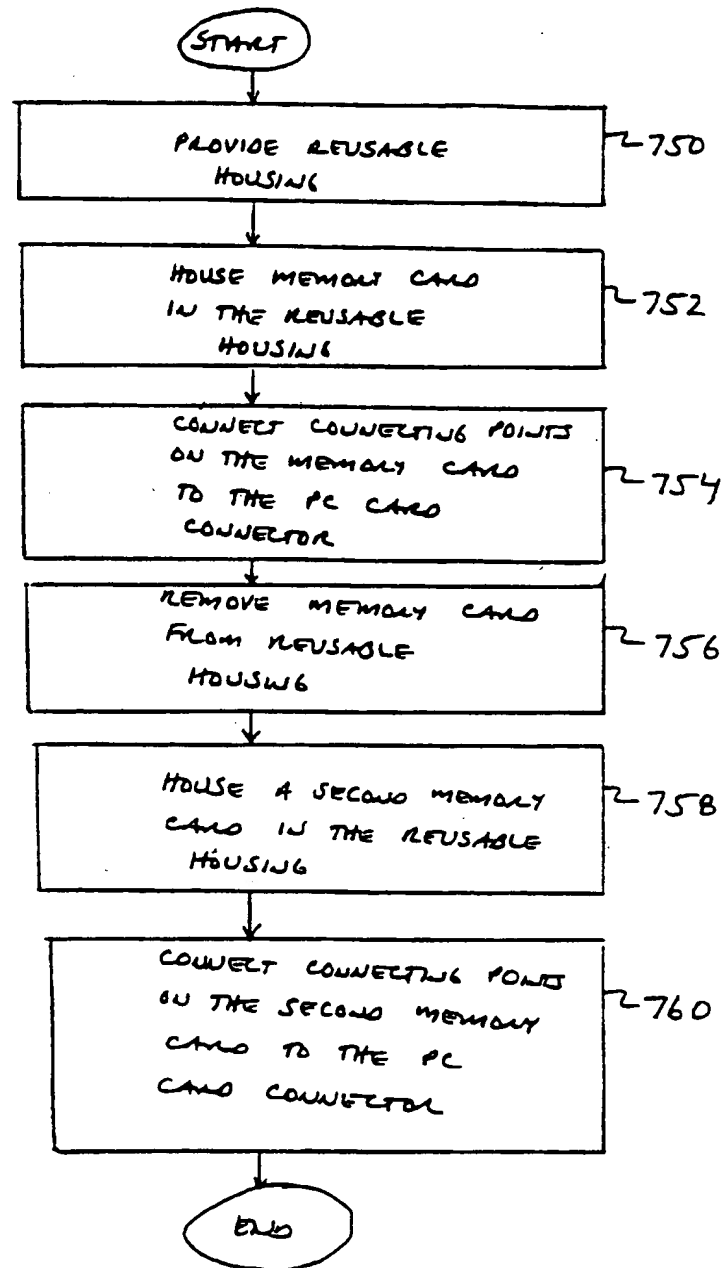 START
PROVIDE REUSABLE
HOUSING
750
HOUSE MEMORY CARD
IN THE REUSABLE
HOUSING
752
CONNECT CONNECTING POINTS
ON THE MEMORY CARD
TO THE PC CARD
CONNECTOR
754
REMOVE MEMORY CARD
FROM REUSABLE
HOUSING
756
HOUSE A SECOND MEMORY
CARD IN THE REUSABLE
HOUSING
758
CONNECT CONNECTING POINTS
ON THE SECOND MEMORY
CARD TO THE PC
CARD CONNECTOR
760
END